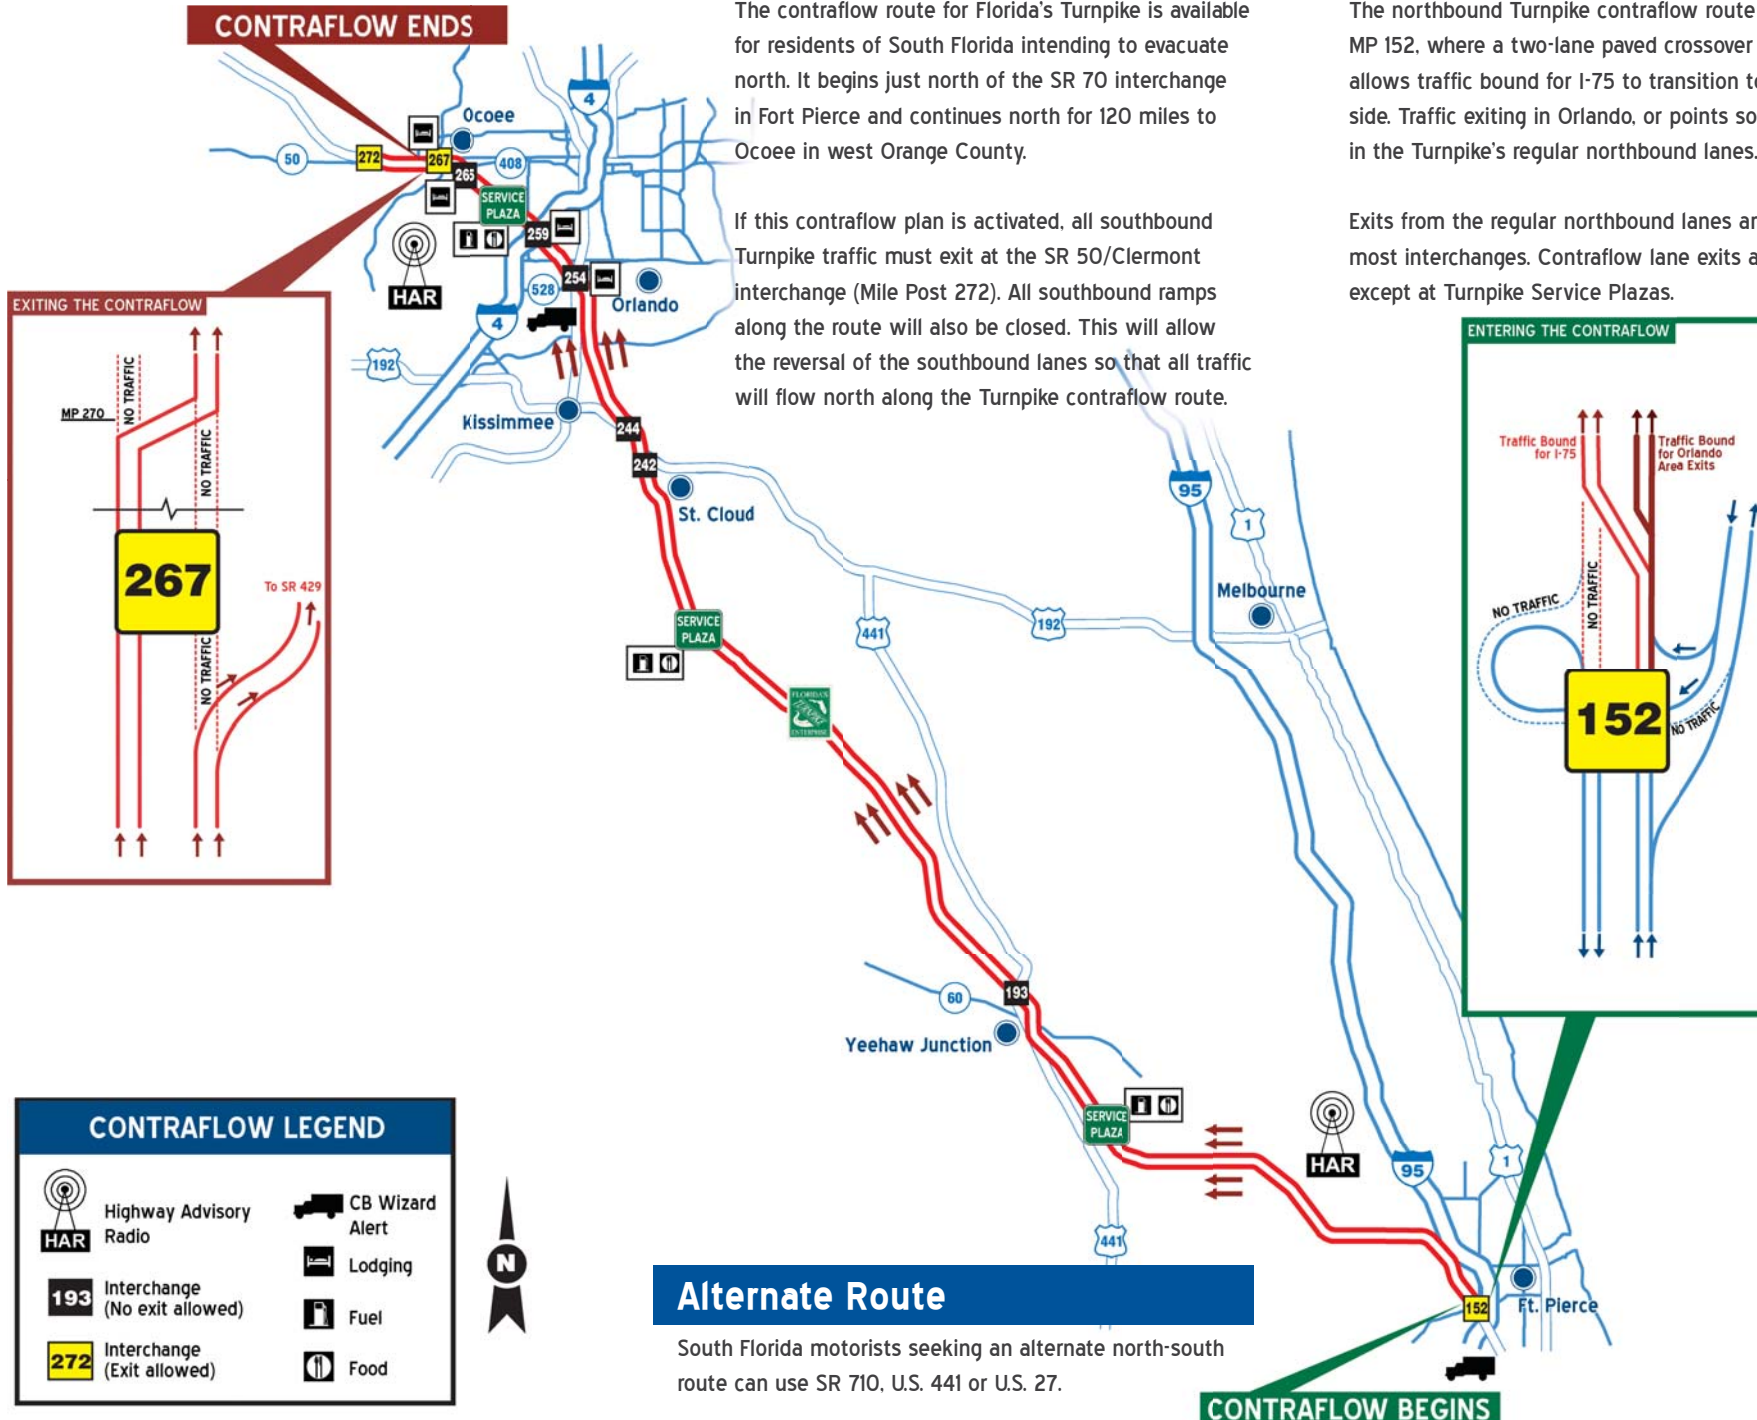 CONTRAFLOW ENDS
The contraflow route for Florida's Turnpike is available
for residents of South Florida intending to evacuate
north. It begins just north of the SR 70 interchange
in Fort Pierce and continues north for 120 miles to
Ocoee in west Orange County.
If this contraflow plan is activated, all southbound
Turnpike traffic must exit at the SR 50/Clermont
interchange (Mile Post 272). All southbound ramps
along the route will also be closed. This will allow
the reversal of the southbound lanes so that all traffic
will flow north along the Turnpike contraflow route.
The northbound Turnpike contraflow route
MP 152, where a two-lane paved crossover
allows traffic bound for I-75 to transition to
side. Traffic exiting in Orlando, or points so
in the Turnpike's regular northbound lanes.
Exits from the regular northbound lanes ar
most interchanges. Contraflow lane exits a
except at Turnpike Service Plazas.
4
Ocoee
50
272
267
408
265
SERVICE
PLAZA
259
HAR
254
528
Orlando
4
192
Kissimmee
244
242
St. Cloud
SERVICE
PLAZA
FLORIDA'S
TURNPIKE
ENTERPRISE
441
192
95
1
Melbourne
193
60
Yeehaw Junction
SERVICE
PLAZA
HAR
95
1
441
152
Ft. Pierce
CONTRAFLOW BEGINS
EXITING THE CONTRAFLOW
NO TRAFFIC
MP 270
NO TRAFFIC
267
To SR 429
NO TRAFFIC
ENTERING THE CONTRAFLOW
Traffic Bound
for I-75
Traffic Bound
for Orlando
Area Exits
NO TRAFFIC
NO TRAFFIC
152
NO TRAFFIC
CONTRAFLOW LEGEND
HAR
Highway Advisory
Radio
193
Interchange
(No exit allowed)
272
Interchange
(Exit allowed)
CB Wizard
Alert
Lodging
Fuel
Food
N
Alternate Route
South Florida motorists seeking an alternate north-south
route can use SR 710, U.S. 441 or U.S. 27.